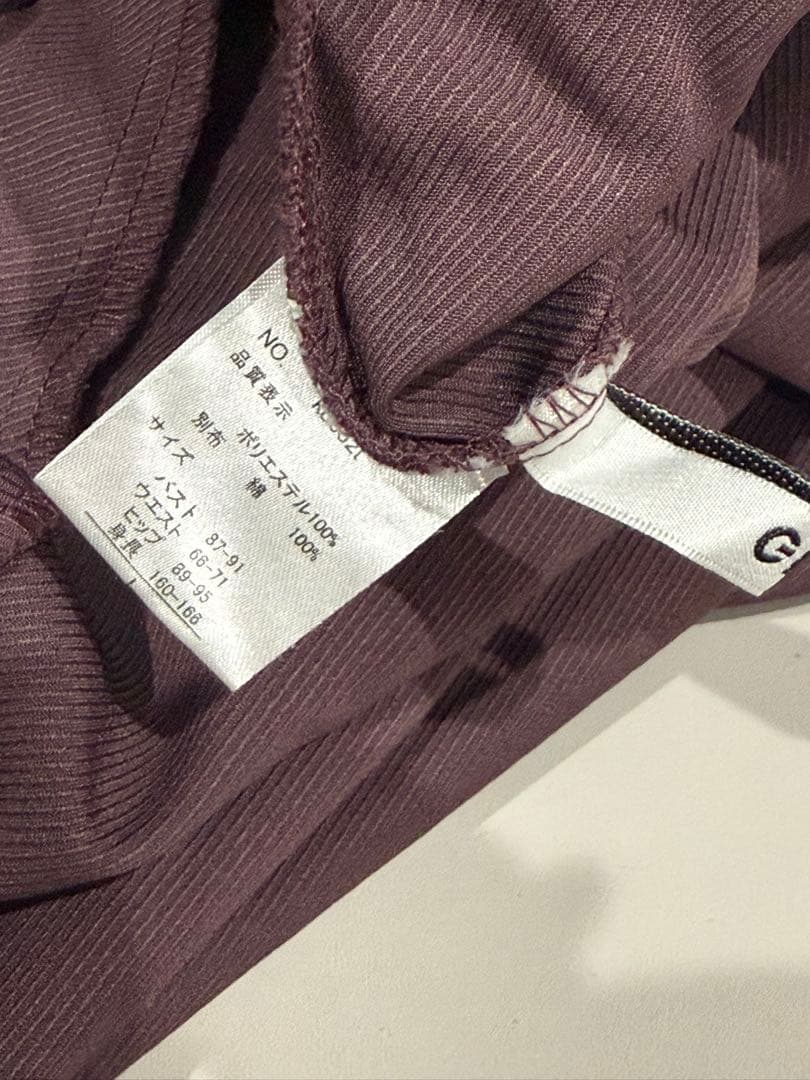 NO.
品質表示
ポリエステル100%
別布 綿 100%
サイズ
バスト 87-91
ウエスト 66-71
ヒップ 89-95
身長 160-166
L